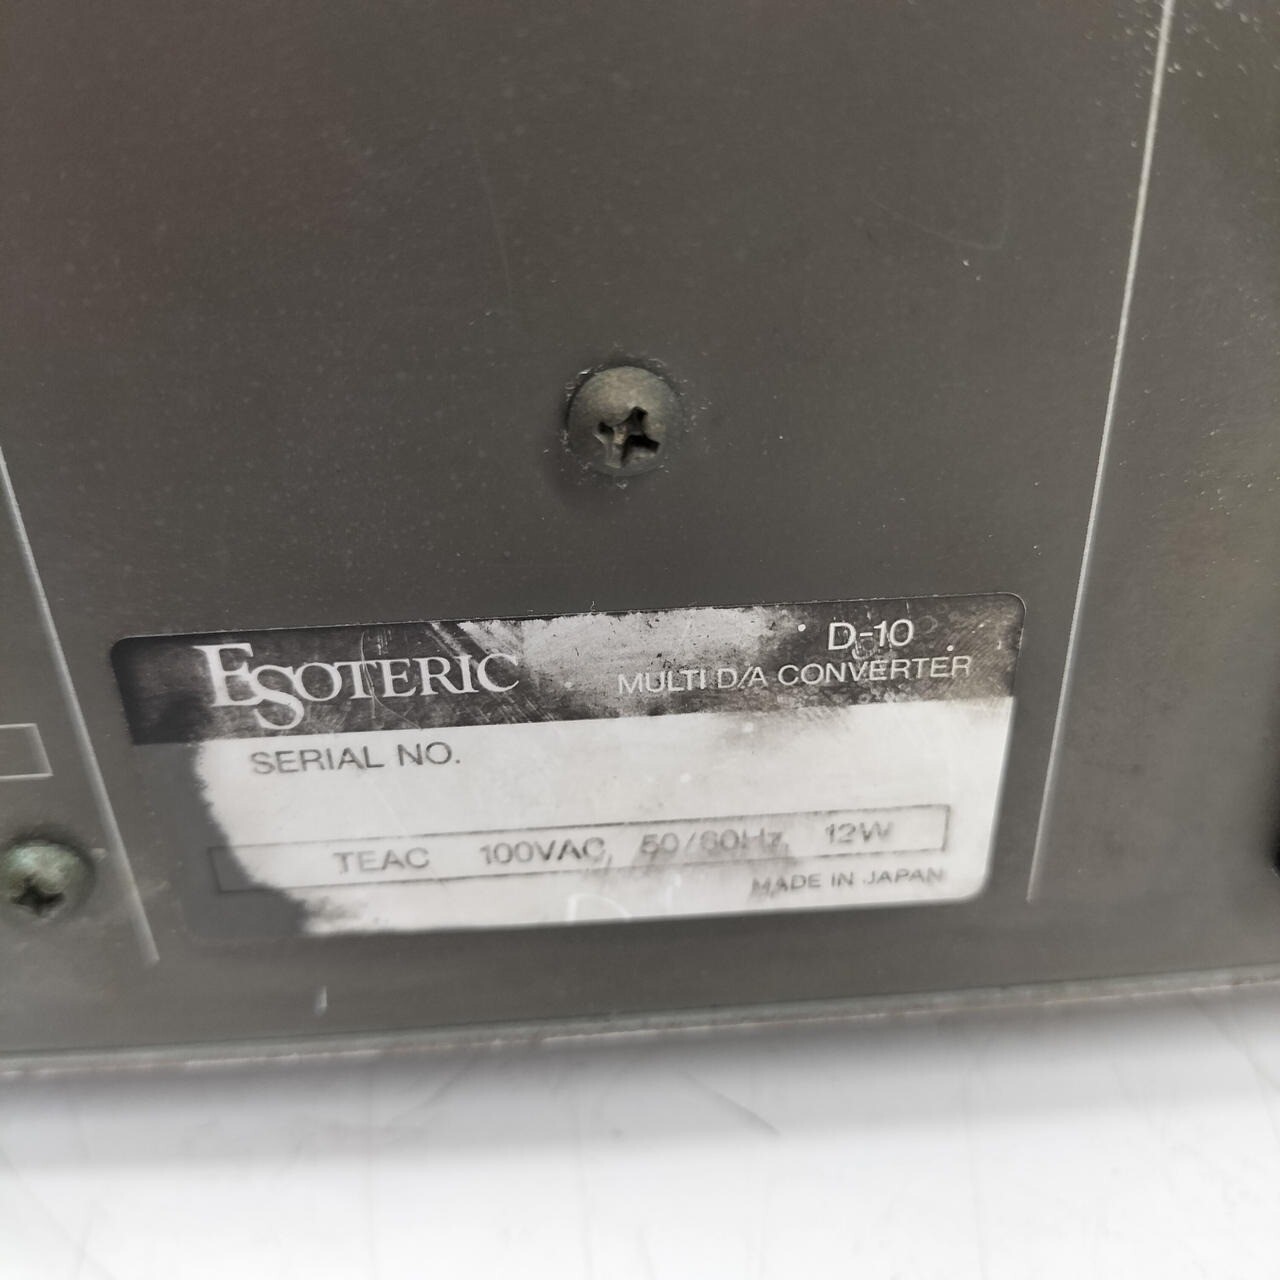 ESOTERIC
D-10
MULTI D/A CONVERTER
SERIAL NO.
TEAC 100VAC, 50/60Hz, 12W
MADE IN JAPAN